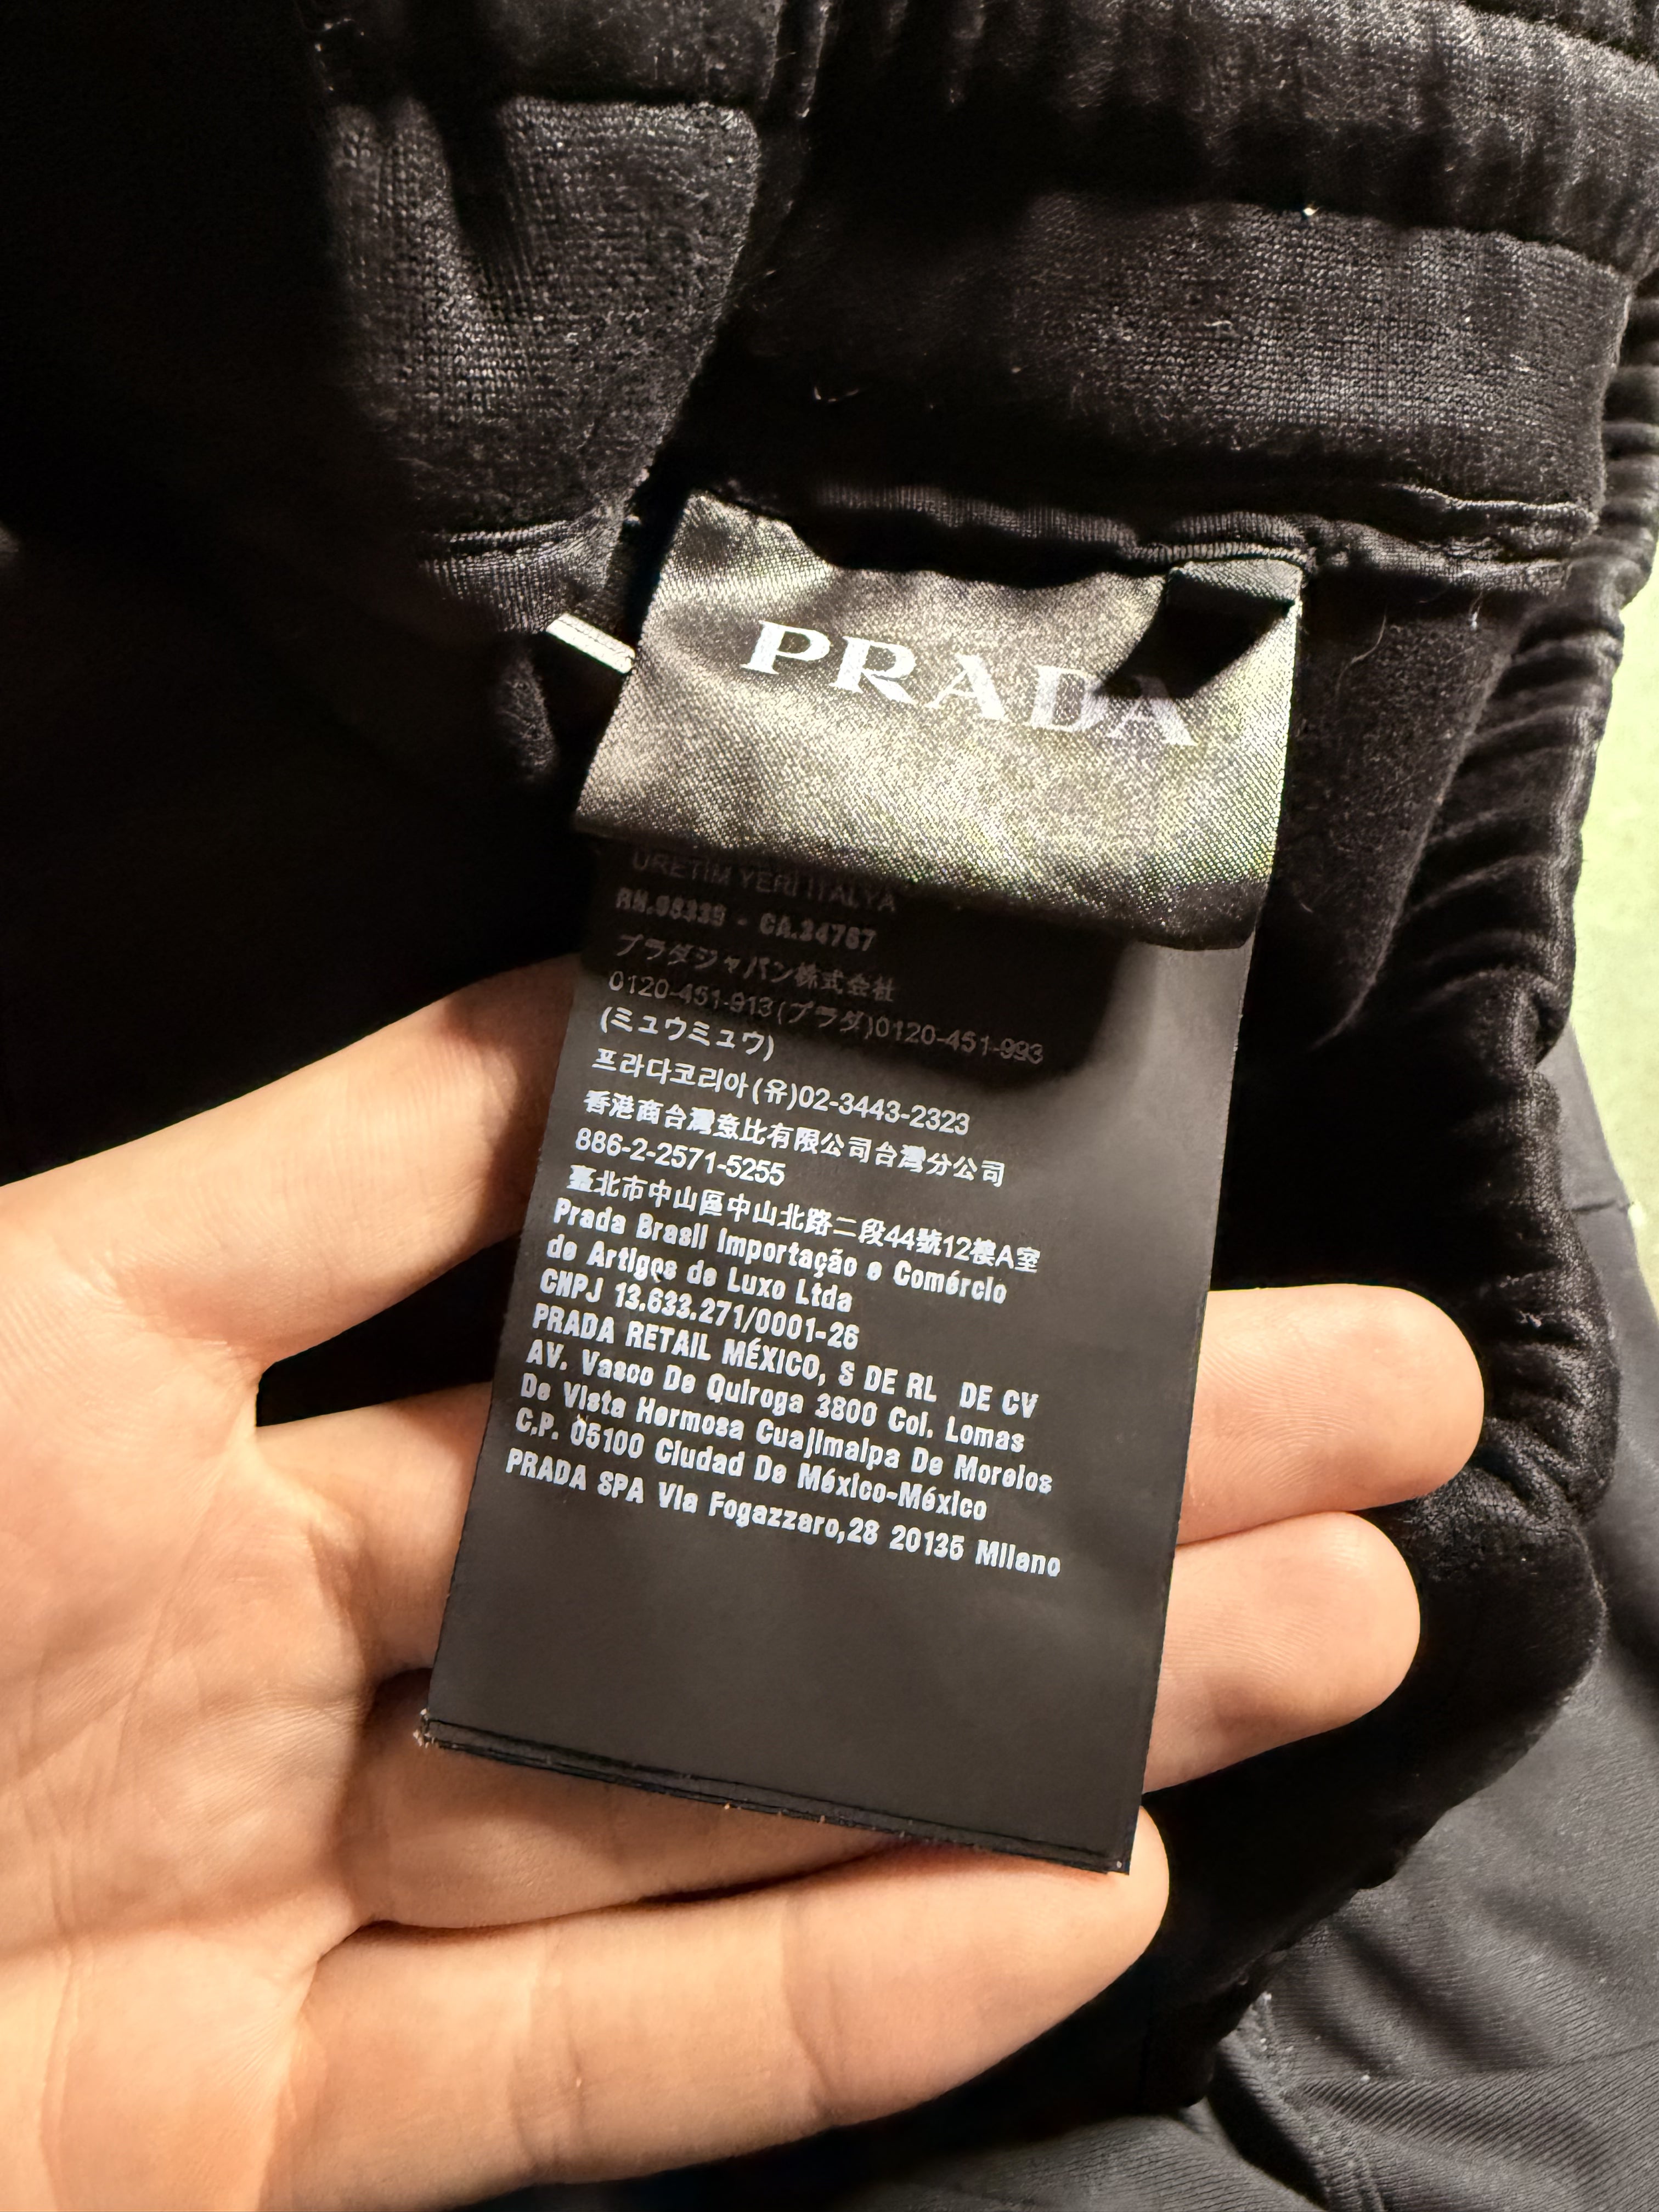 PRADA
URETIM YERI ITALYA
RN.98339 - CA.34767
プラダジャパン株式会社
0120-451-913(プラダ)0120-451-993
(ミュウミュウ)
프라다코리아(유)02-3443-2323
香港商台灣惫比有限公司台灣分公司
886-2-2571-5255
臺北市中山區中山北路二段44號12樓A室
Prada Brasil Importação e Comércio
de Artigos de Luxo Ltda
CNPJ 13.633.271/0001-26
PRADA RETAIL MÉXICO, S DE RL DE CV
AV. Vasco De Quiroga 3800 Col. Lomas
De Vista Hermosa Cuajimalpa De Morelos
C.P. 05100 Ciudad De México-México
PRADA SPA Via Fogazzaro,28 20135 Milano